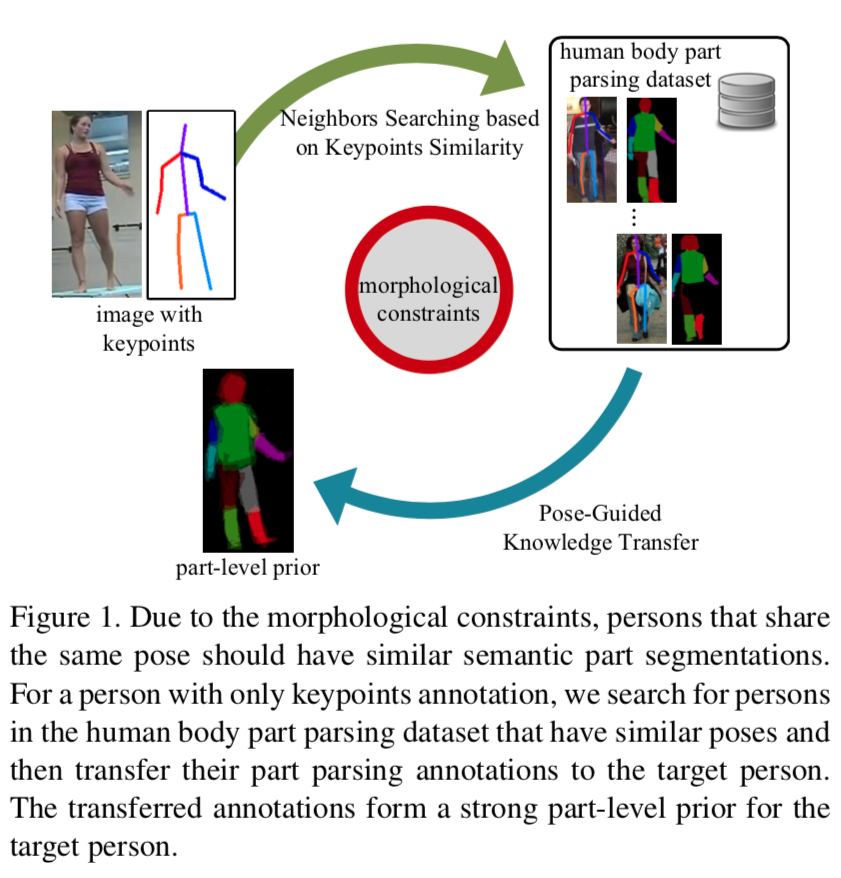 human body part
parsing dataset
Neighbors Searching based
on Keypoints Similarity
⋮
morphological
constraints
image with
keypoints
Pose-Guided
Knowledge Transfer
part-level prior
Figure 1. Due to the morphological constraints, persons that share
the same pose should have similar semantic part segmentations.
For a person with only keypoints annotation, we search for persons
in the human body part parsing dataset that have similar poses and
then transfer their part parsing annotations to the target person.
The transferred annotations form a strong part-level prior for the
target person.